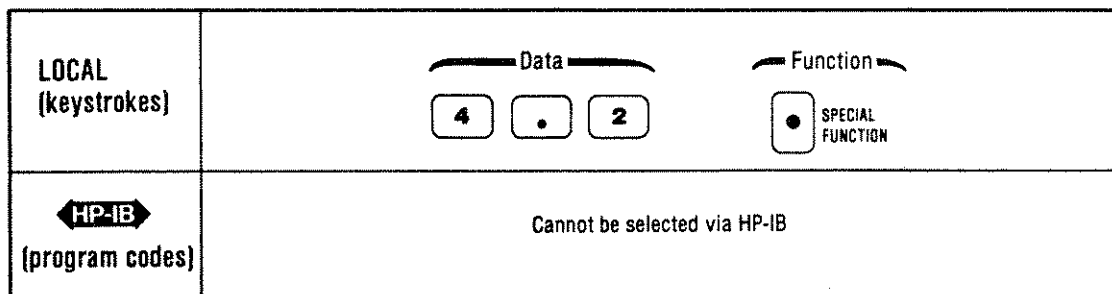 LOCAL
(keystrokes)
Data
Function
4 . 2
SPECIAL
FUNCTION
HP-IB
(program codes)
Cannot be selected via HP-IB